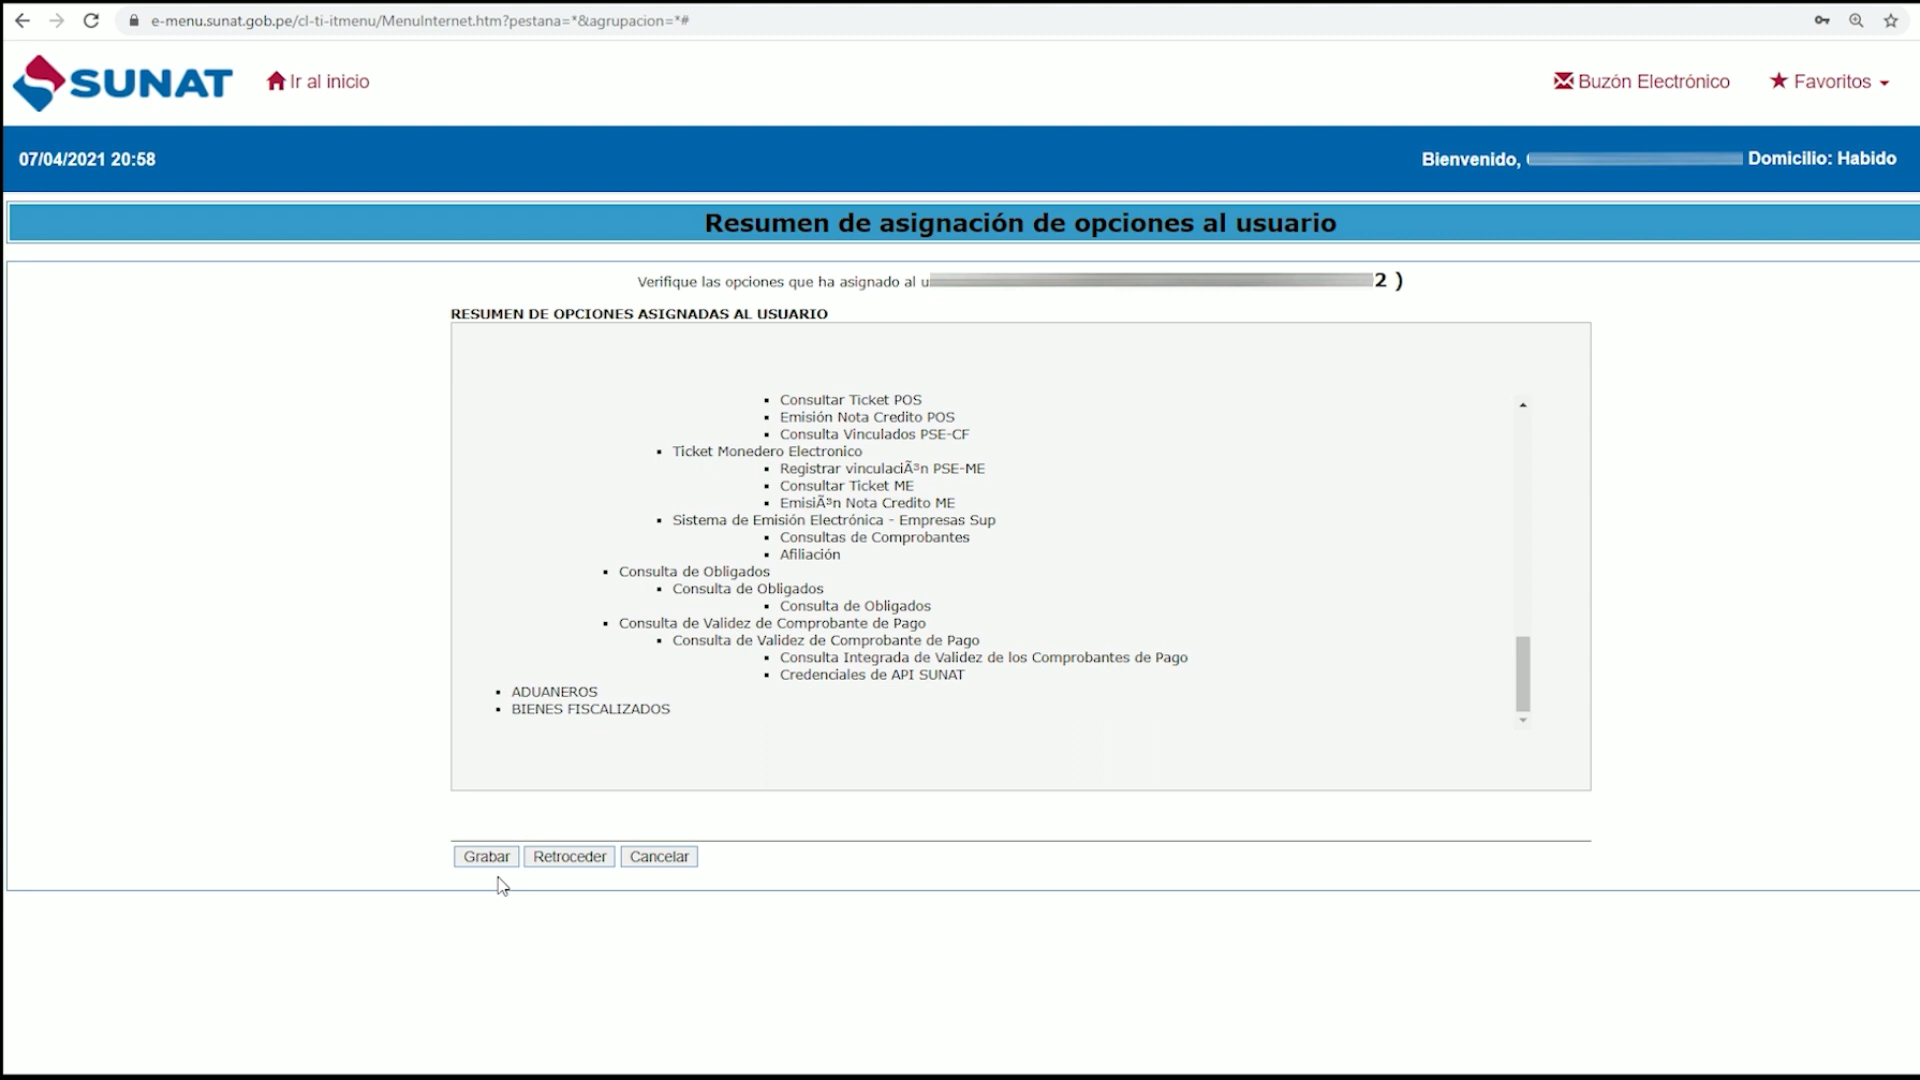 e-menu.sunat.gob.pe/cl-ti-itmenu/MenuInternet.htm?pestana=*&agrupacion=*#
SUNAT
Ir al inicio
Buzón Electrónico
Favoritos
07/04/2021 20:58
Bienvenido,
Domicilio: Habido
Resumen de asignación de opciones al usuario
Verifique las opciones que ha asignado al u
2 )
RESUMEN DE OPCIONES ASIGNADAS AL USUARIO
Consultar Ticket POS
Emisión Nota Credito POS
Consulta Vinculados PSE-CF
Ticket Monedero Electronico
Registrar vinculaciÃ³n PSE-ME
Consultar Ticket ME
EmisiÃ³n Nota Credito ME
Sistema de Emisión Electrónica - Empresas Sup
Consultas de Comprobantes
Afiliación
Consulta de Obligados
Consulta de Obligados
Consulta de Obligados
Consulta de Validez de Comprobante de Pago
Consulta de Validez de Comprobante de Pago
Consulta Integrada de Validez de los Comprobantes de Pago
Credenciales de API SUNAT
ADUANEROS
BIENES FISCALIZADOS
Grabar
Retroceder
Cancelar